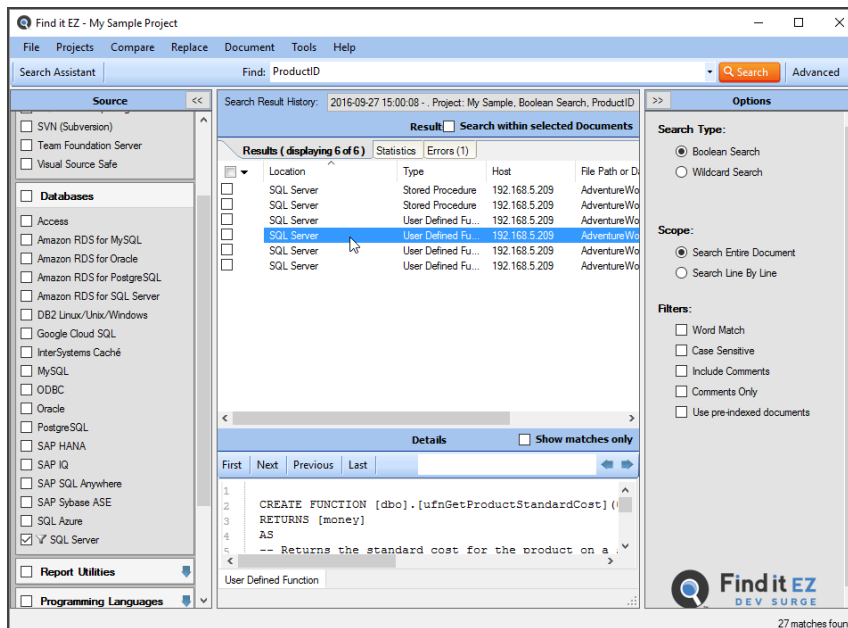 Find it EZ - My Sample Project
File Projects Compare Replace Document Tools Help
Search Assistant Find: ProductID Search Advanced
Source <<
SVN (Subversion)
Team Foundation Server
Visual Source Safe
Databases
Access
Amazon RDS for MySQL
Amazon RDS for Oracle
Amazon RDS for PostgreSQL
Amazon RDS for SQL Server
DB2 Linux/Unix/Windows
Google Cloud SQL
InterSystems Caché
MySQL
ODBC
Oracle
PostgreSQL
SAP HANA
SAP IQ
SAP SQL Anywhere
SAP Sybase ASE
SQL Azure
SQL Server
Report Utilities
Programming Languages
Search Result History: 2016-09-27 15:00:08 - . Project: My Sample, Boolean Search, ProductID
Result Search within selected Documents
Results ( displaying 6 of 6 ) Statistics Errors (1)
Location Type Host File Path or Da
SQL Server Stored Procedure 192.168.5.209 AdventureWo
SQL Server Stored Procedure 192.168.5.209 AdventureWo
SQL Server User Defined Fu... 192.168.5.209 AdventureWo
SQL Server User Defined Fu... 192.168.5.209 AdventureWo
SQL Server User Defined Fu... 192.168.5.209 AdventureWo
SQL Server User Defined Fu... 192.168.5.209 AdventureWo
Details Show matches only
First Next Previous Last
1
2 CREATE FUNCTION [dbo].[ufnGetProductStandardCost](
3 RETURNS [money]
4 AS
5 -- Returns the standard cost for the product on a
User Defined Function
>> Options
Search Type:
Boolean Search
Wildcard Search
Scope:
Search Entire Document
Search Line By Line
Filters:
Word Match
Case Sensitive
Include Comments
Comments Only
Use pre-indexed documents
Find it EZ
DEV SURGE
27 matches foun